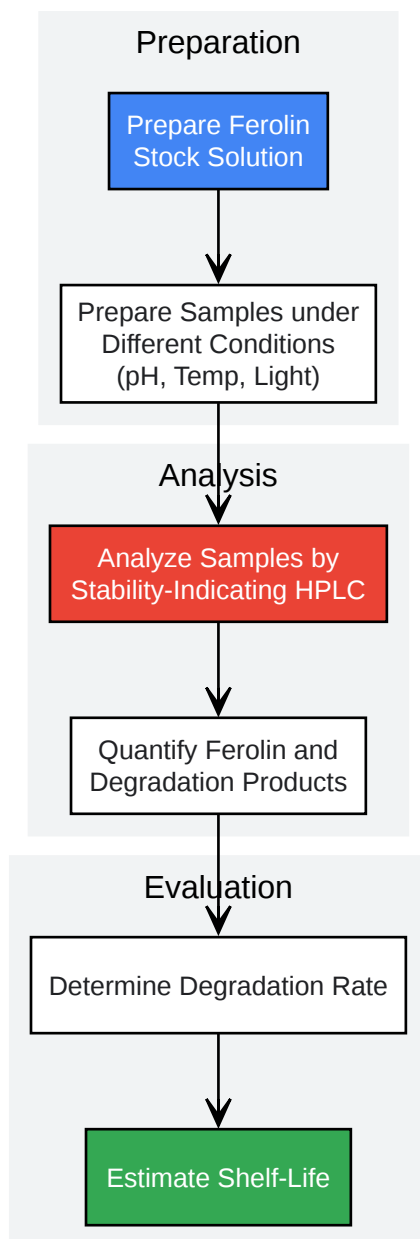 Preparation
Prepare Ferolin
Stock Solution
Prepare Samples under
Different Conditions
(pH, Temp, Light)
Analysis
Analyze Samples by
Stability-Indicating HPLC
Quantify Ferolin and
Degradation Products
Evaluation
Determine Degradation Rate
Estimate Shelf-Life